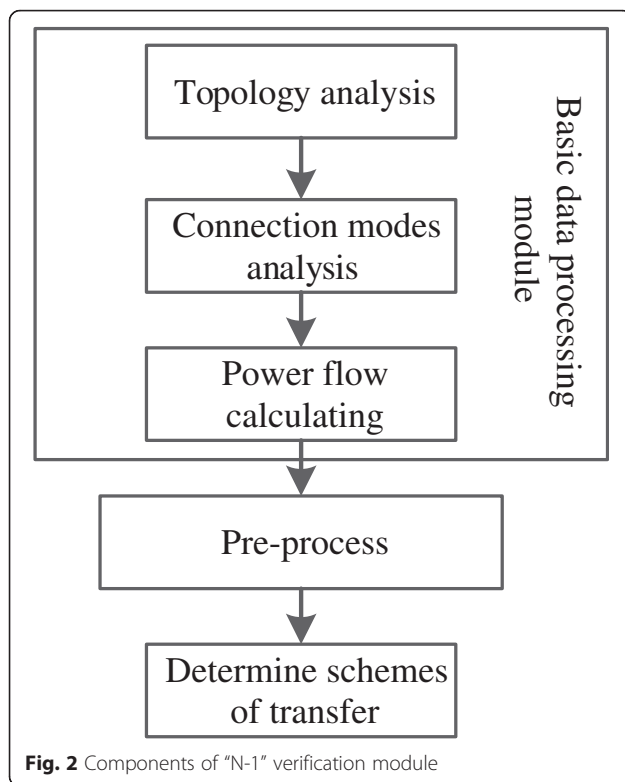 Topology analysis
Connection modes
analysis
Power flow
calculating
Basic data processing
module
Pre-process
Determine schemes
of transfer
Fig. 2 Components of “N-1” verification module